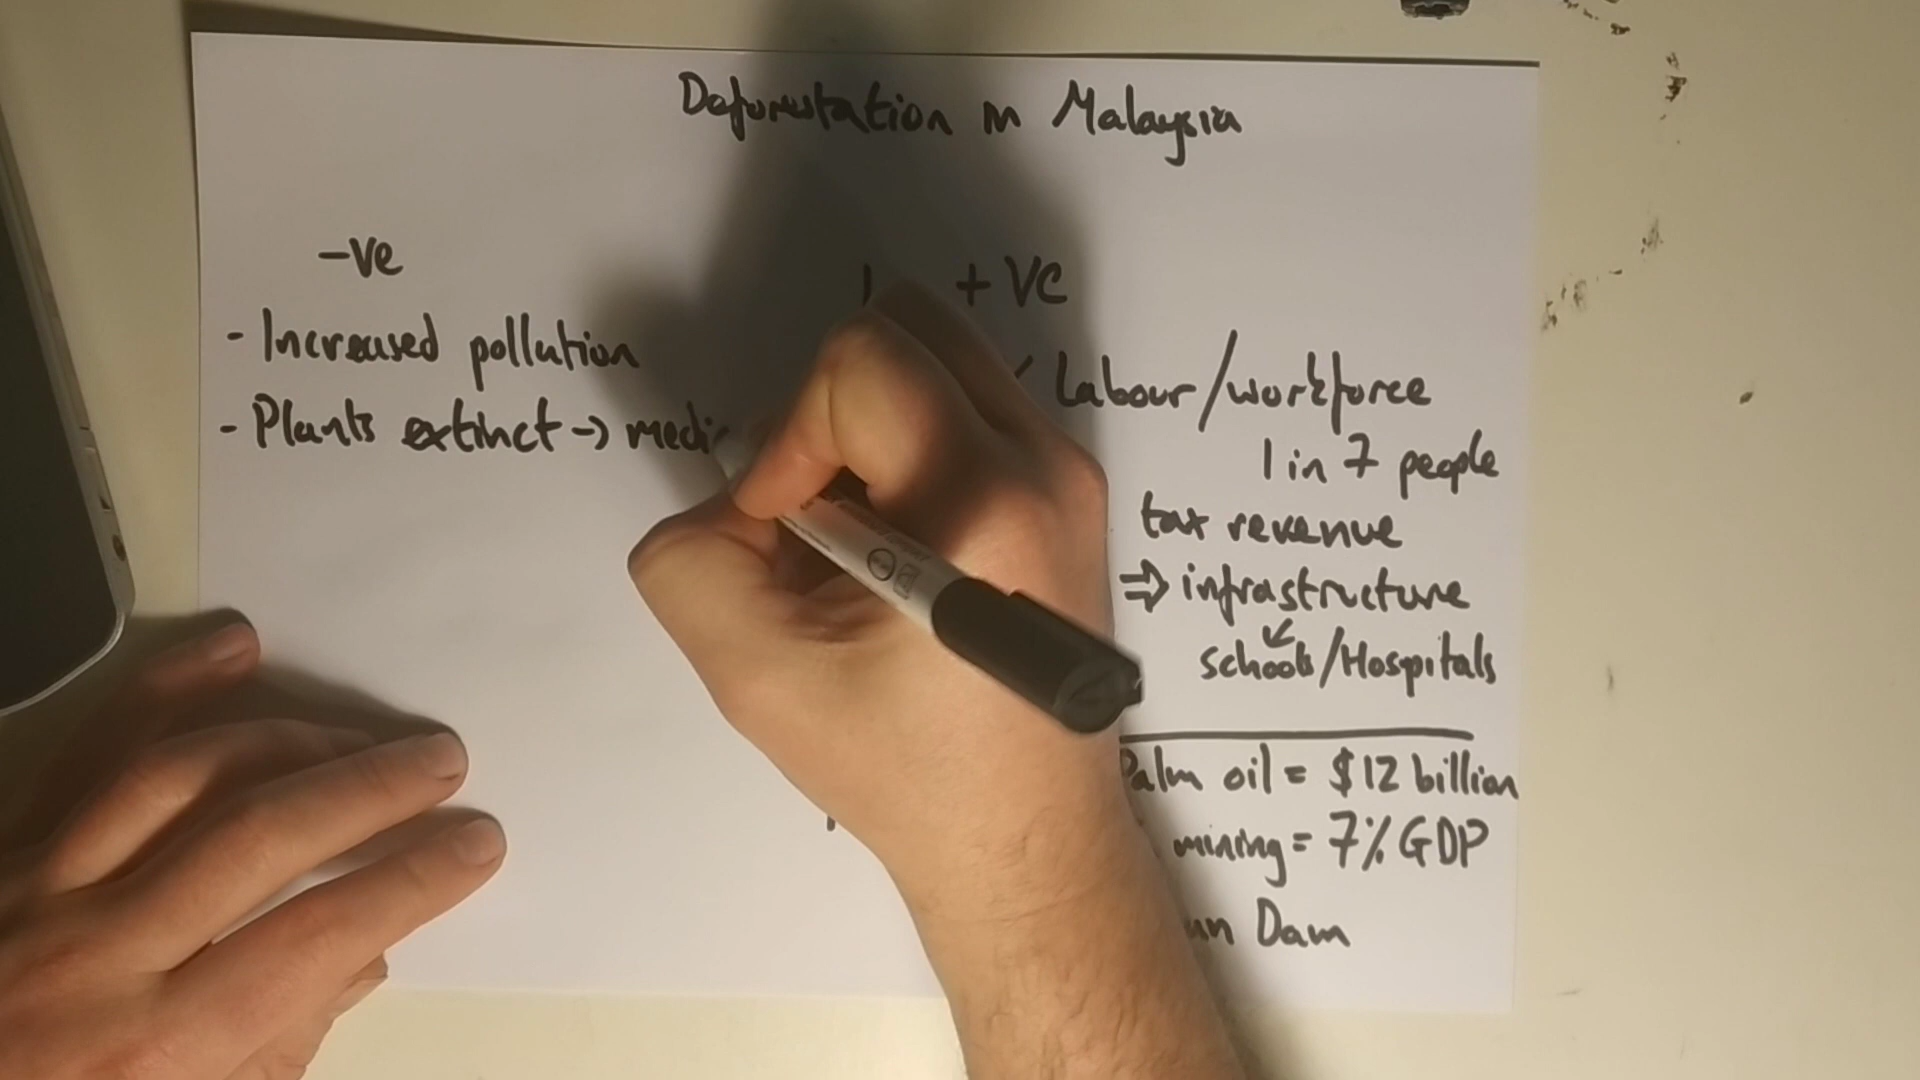 Deforestation in Malaysia
-ve
- Increased pollution
- Plants extinct → medi
+ve
Labour/workforce
1 in 7 people
tax revenue
⇒ infrastructure
↙
schools/Hospitals
Palm oil = $12 billion
mining = 7% GDP
un Dam